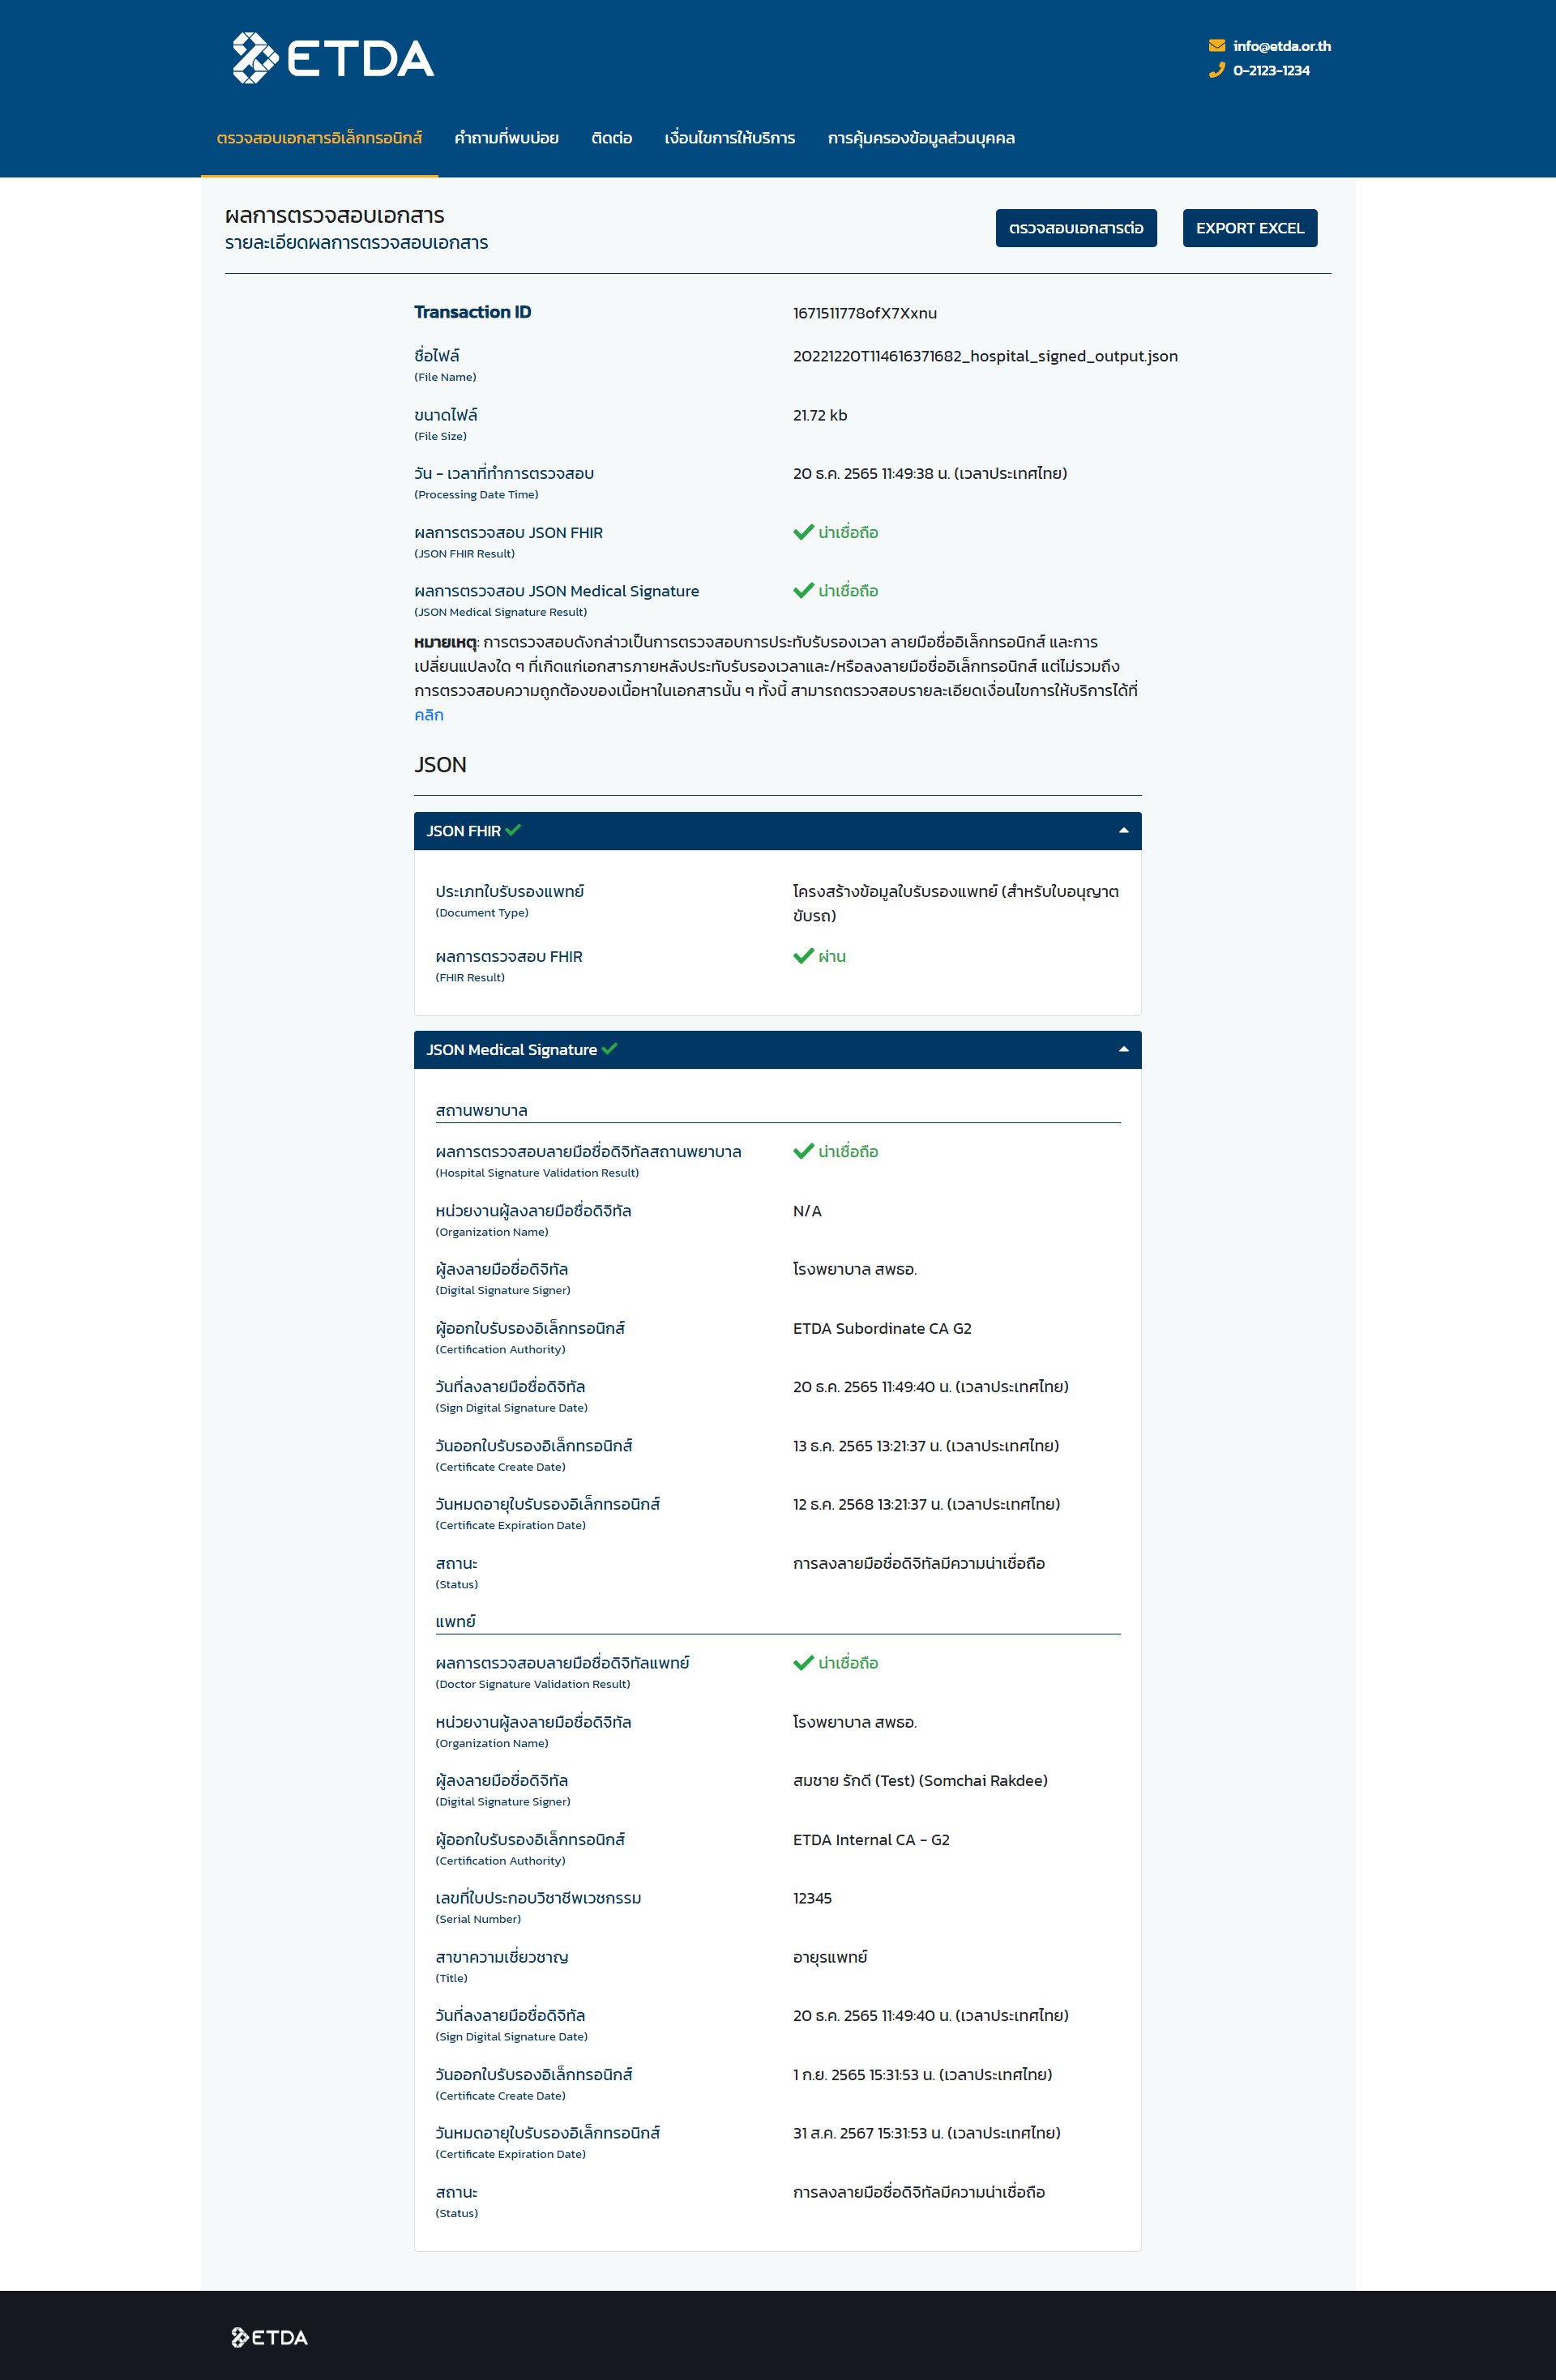 ETDA
info@etda.or.th
0-2123-1234
ตรวจสอบเอกสารอิเล็กทรอนิกส์ คำถามที่พบบ่อย ติดต่อ เงื่อนไขการให้บริการ การคุ้มครองข้อมูลส่วนบุคคล
ผลการตรวจสอบเอกสาร
รายละเอียดผลการตรวจสอบเอกสาร
ตรวจสอบเอกสารต่อ EXPORT EXCEL
Transaction ID 1671511778ofX7Xxnu
ชื่อไฟล์ 20221220T114616371682_hospital_signed_output.json
(File Name)
ขนาดไฟล์ 21.72 kb
(File Size)
วัน - เวลาที่ทำการตรวจสอบ 20 ธ.ค. 2565 11:49:38 น. (เวลาประเทศไทย)
(Processing Date Time)
ผลการตรวจสอบ JSON FHIR น่าเชื่อถือ
(JSON FHIR Result)
ผลการตรวจสอบ JSON Medical Signature น่าเชื่อถือ
(JSON Medical Signature Result)
หมายเหตุ: การตรวจสอบดังกล่าวเป็นการตรวจสอบการประทับรับรองเวลา ลายมือชื่ออิเล็กทรอนิกส์ และการ
เปลี่ยนแปลงใด ๆ ที่เกิดแก่เอกสารภายหลังประทับรับรองเวลาและ/หรือลงลายมือชื่ออิเล็กทรอนิกส์ แต่ไม่รวมถึง
การตรวจสอบความถูกต้องของเนื้อหาในเอกสารนั้น ๆ ทั้งนี้ สามารถตรวจสอบรายละเอียดเงื่อนไขการให้บริการได้ที่
คลิก
JSON
JSON FHIR
ประเภทใบรับรองแพทย์ โครงสร้างข้อมูลใบรับรองแพทย์ (สำหรับใบอนุญาต
(Document Type) ขับรถ)
ผลการตรวจสอบ FHIR ผ่าน
(FHIR Result)
JSON Medical Signature
สถานพยาบาล
ผลการตรวจสอบลายมือชื่อดิจิทัลสถานพยาบาล น่าเชื่อถือ
(Hospital Signature Validation Result)
หน่วยงานผู้ลงลายมือชื่อดิจิทัล N/A
(Organization Name)
ผู้ลงลายมือชื่อดิจิทัล โรงพยาบาล สพธอ.
(Digital Signature Signer)
ผู้ออกใบรับรองอิเล็กทรอนิกส์ ETDA Subordinate CA G2
(Certification Authority)
วันที่ลงลายมือชื่อดิจิทัล 20 ธ.ค. 2565 11:49:40 น. (เวลาประเทศไทย)
(Sign Digital Signature Date)
วันออกใบรับรองอิเล็กทรอนิกส์ 13 ธ.ค. 2565 13:21:37 น. (เวลาประเทศไทย)
(Certificate Create Date)
วันหมดอายุใบรับรองอิเล็กทรอนิกส์ 12 ธ.ค. 2568 13:21:37 น. (เวลาประเทศไทย)
(Certificate Expiration Date)
สถานะ การลงลายมือชื่อดิจิทัลมีความน่าเชื่อถือ
(Status)
แพทย์
ผลการตรวจสอบลายมือชื่อดิจิทัลแพทย์ น่าเชื่อถือ
(Doctor Signature Validation Result)
หน่วยงานผู้ลงลายมือชื่อดิจิทัล โรงพยาบาล สพธอ.
(Organization Name)
ผู้ลงลายมือชื่อดิจิทัล สมชาย รักดี (Test) (Somchai Rakdee)
(Digital Signature Signer)
ผู้ออกใบรับรองอิเล็กทรอนิกส์ ETDA Internal CA - G2
(Certification Authority)
เลขที่ใบประกอบวิชาชีพเวชกรรม 12345
(Serial Number)
สาขาความเชี่ยวชาญ อายุรแพทย์
(Title)
วันที่ลงลายมือชื่อดิจิทัล 20 ธ.ค. 2565 11:49:40 น. (เวลาประเทศไทย)
(Sign Digital Signature Date)
วันออกใบรับรองอิเล็กทรอนิกส์ 1 ก.ย. 2565 15:31:53 น. (เวลาประเทศไทย)
(Certificate Create Date)
วันหมดอายุใบรับรองอิเล็กทรอนิกส์ 31 ส.ค. 2567 15:31:53 น. (เวลาประเทศไทย)
(Certificate Expiration Date)
สถานะ การลงลายมือชื่อดิจิทัลมีความน่าเชื่อถือ
(Status)
ETDA